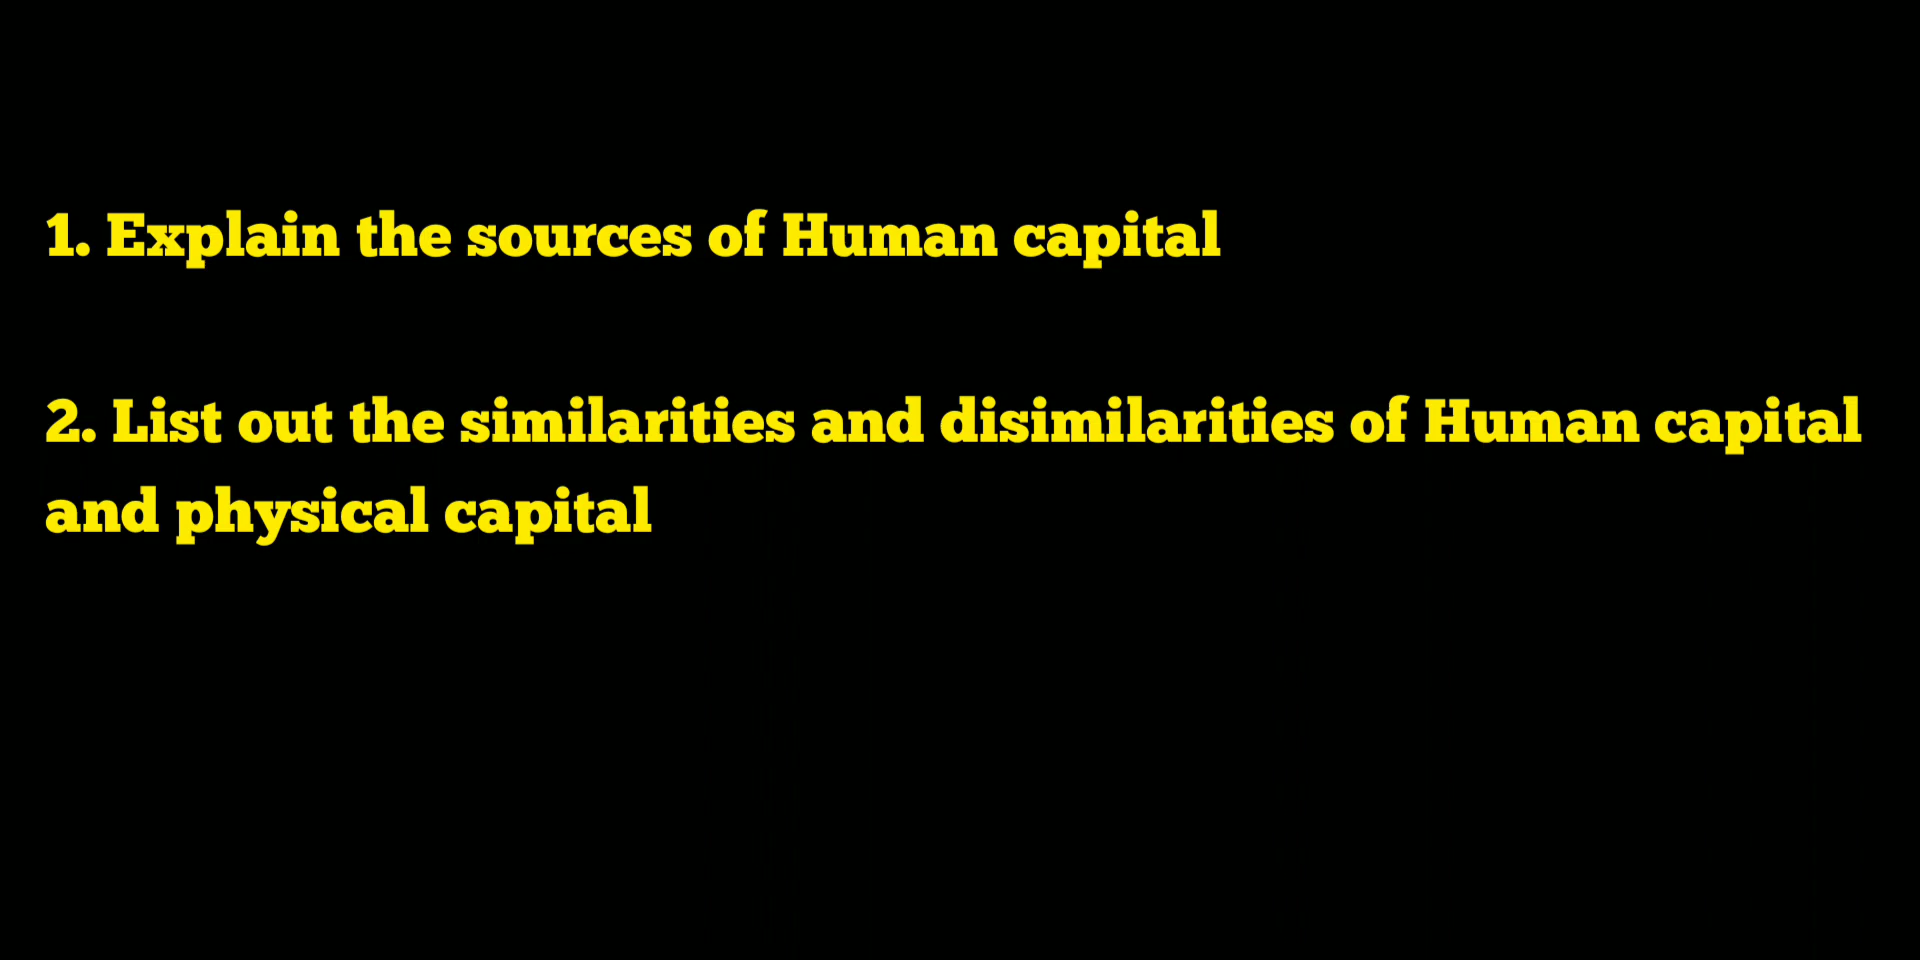 1. Explain the sources of Human capital
2. List out the similarities and disimilarities of Human capital
and physical capital